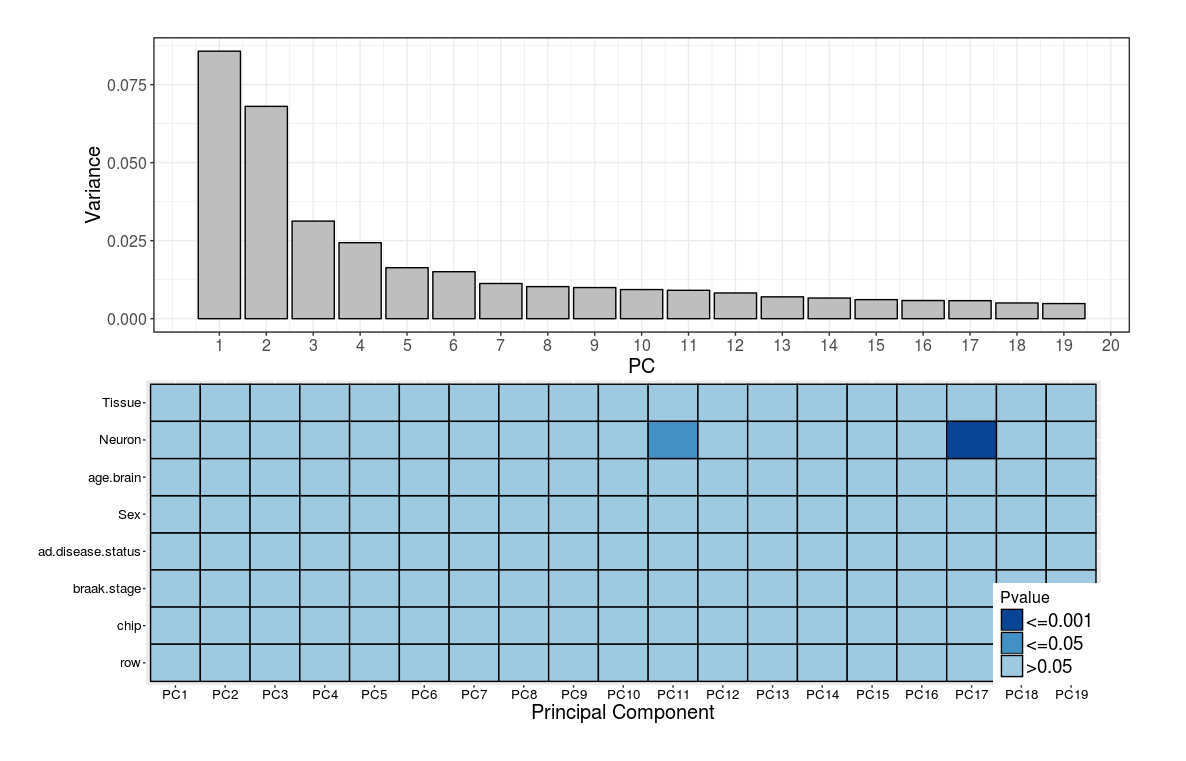 0.075
0.050
0.025
0.000
Variance
1 2 3 4 5 6 7 8 9 10 11 12 13 14 15 16 17 18 19 20
PC
Tissue
Neuron
age.brain
Sex
ad.disease.status
braak.stage
chip
row
Pvalue
<=0.001
<=0.05
>0.05
PC1 PC2 PC3 PC4 PC5 PC6 PC7 PC8 PC9 PC10 PC11 PC12 PC13 PC14 PC15 PC16 PC17 PC18 PC19
Principal Component